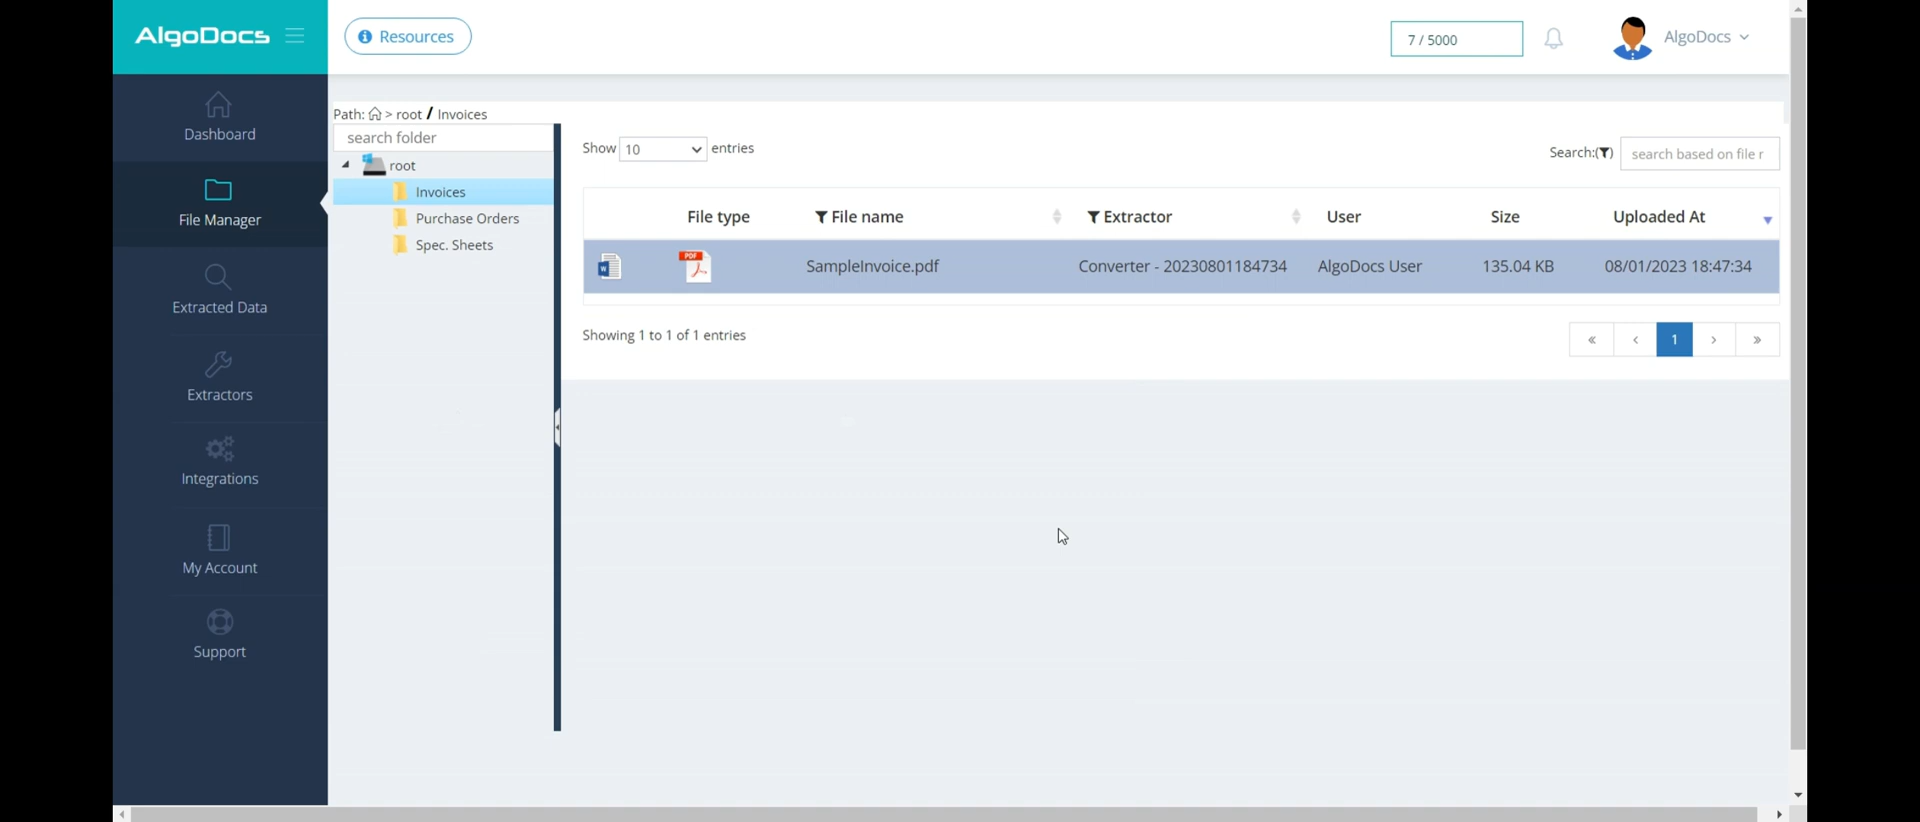 AlgoDocs
Resources
7 / 5000
AlgoDocs
Dashboard
File Manager
Extracted Data
Extractors
Integrations
My Account
Support
Path: > root / Invoices
search folder
root
Invoices
Purchase Orders
Spec. Sheets
Show 10 entries
Search:( ) search based on file r
File type File name Extractor User Size Uploaded At
W PDF SampleInvoice.pdf Converter - 20230801184734 AlgoDocs User 135.04 KB 08/01/2023 18:47:34
Showing 1 to 1 of 1 entries
« ‹ 1 › »